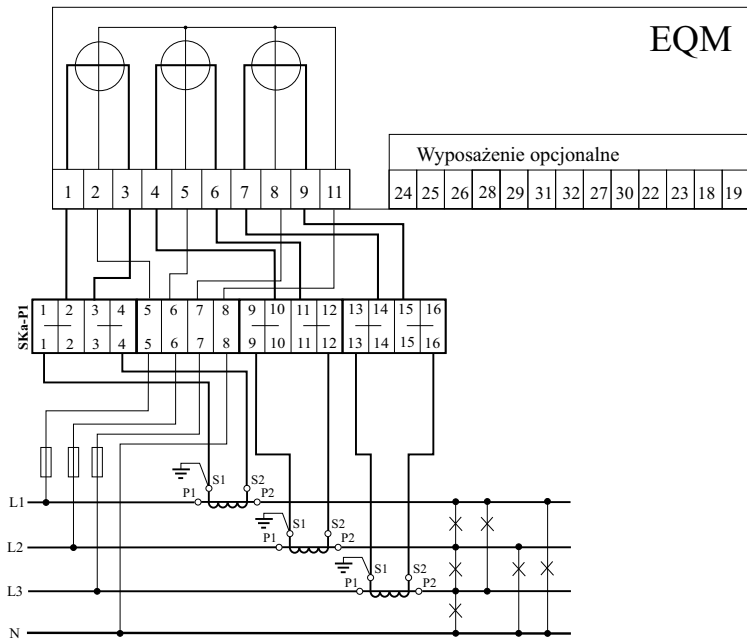 EQM
Wyposażenie opcjonalne
1 2 3 4 5 6 7 8 9 11
24 25 26 28 29 31 32 27 30 22 23 18 19
SKa-P1
1 2 3 4 5 6 7 8 9 10 11 12 13 14 15 16
1 2 3 4 5 6 7 8 9 10 11 12 13 14 15 16
S1 S2
L1 P1 P2
S1 S2
L2 P1 P2
S1 S2
L3 P1 P2
N